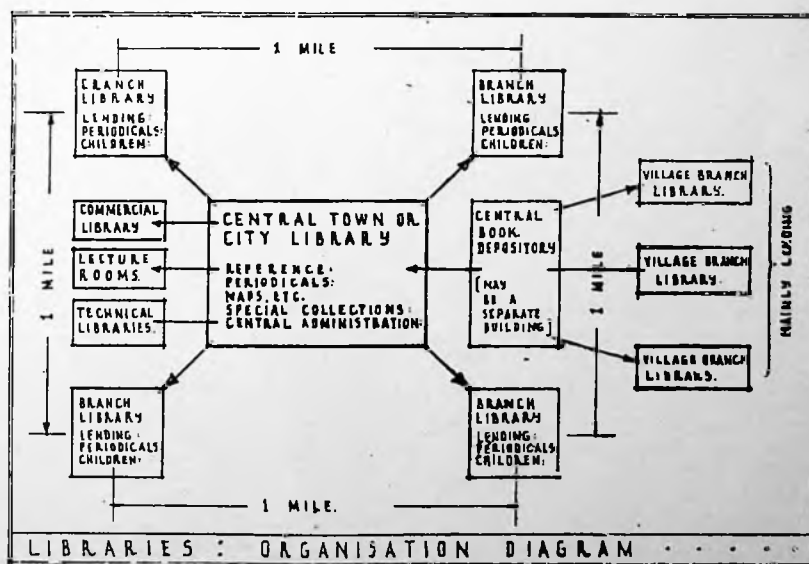 1 MILE
BRANCH
LIBRARY
LENDING:
PERIODICALS:
CHILDREN:
BRANCH
LIBRARY
LENDING
PERIODICALS
CHILDREN:
COMMERCIAL
LIBRARY
LECTURE
ROOMS.
TECHNICAL
LIBRARIES.
1 MILE
CENTRAL TOWN OR
CITY LIBRARY
REFERENCE:
PERIODICALS:
MAPS, ETC.
SPECIAL COLLECTIONS:
CENTRAL ADMINISTRATION:
CENTRAL
BOOK
DEPOSITORY
[MAY
BE A
SEPARATE
BUILDING]
1 MILE
VILLAGE BRANCH
LIBRARY.
VILLAGE BRANCH
LIBRARY.
VILLAGE BRANCH
LIBRARY.
MAINLY LENDING
BRANCH
LIBRARY
LENDING:
PERIODICALS
CHILDREN:
BRANCH
LIBRARY
LENDING:
PERIODICALS:
CHILDREN:
1 MILE.
LIBRARIES : ORGANISATION DIAGRAM